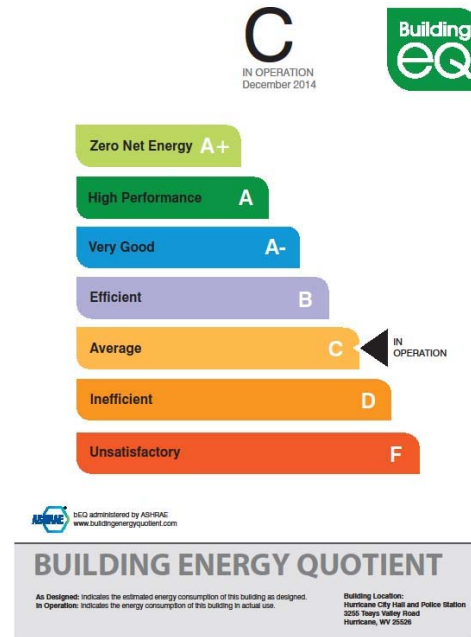 C
IN OPERATION
December 2014
Building
eQ
Zero Net Energy A+
High Performance A
Very Good A-
Efficient B
Average C
IN
OPERATION
Inefficient D
Unsatisfactory F
ASHRAE
bEQ administered by ASHRAE
www.buildingenergyquotient.com
BUILDING ENERGY QUOTIENT
As Designed: Indicates the estimated energy consumption of this building as designed.
In Operation: Indicates the energy consumption of this building in actual use.
Building Location:
Hurricane City Hall and Police Station
3255 Teays Valley Road
Hurricane, WV 25526